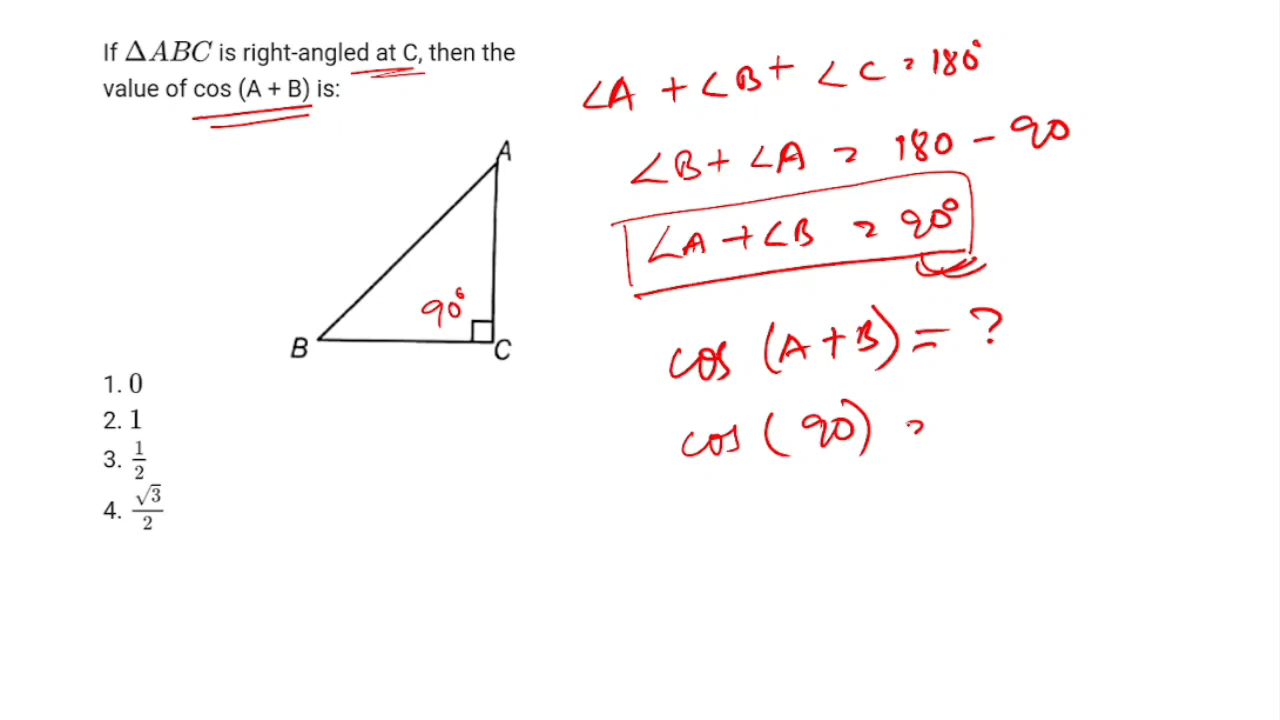 If ΔABC is right-angled at C, then the
value of cos (A + B) is:
A
90°
B
C
1. 0
2. 1
3. 1/2
4. √3/2
∠A + ∠B + ∠C = 180°
∠B + ∠A = 180 - 90
∠A + ∠B = 90°
cos (A + B) = ?
cos (90) =